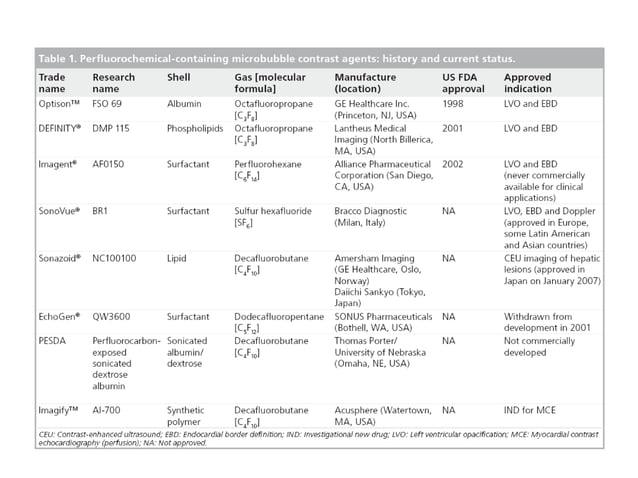 Table 1. Perfluorochemical-containing microbubble contrast agents: history and current status.
Trade name Research name Shell Gas [molecular formula] Manufacture (location) US FDA approval Approved indication
Optison™ FSO 69 Albumin Octafluoropropane [C₃F₈] GE Healthcare Inc. (Princeton, NJ, USA) 1998 LVO and EBD
DEFINITY® DMP 115 Phospholipids Octafluoropropane [C₃F₈] Lantheus Medical Imaging (North Billerica, MA, USA) 2001 LVO and EBD
Imagent® AF0150 Surfactant Perfluorohexane [C₆F₁₄] Alliance Pharmaceutical Corporation (San Diego, CA, USA) 2002 LVO and EBD (never commercially available for clinical applications)
SonoVue® BR1 Surfactant Sulfur hexafluoride [SF₆] Bracco Diagnostic (Milan, Italy) NA LVO, EBD and Doppler (approved in Europe, some Latin American and Asian countries)
Sonazoid® NC100100 Lipid Decafluorobutane [C₄F₁₀] Amersham Imaging (GE Healthcare, Oslo, Norway) Daiichi Sankyo (Tokyo, Japan) NA CEU imaging of hepatic lesions (approved in Japan on January 2007)
EchoGen® QW3600 Surfactant Dodecafluoropentane [C₅F₁₂] SONUS Pharmaceuticals (Bothell, WA, USA) NA Withdrawn from development in 2001
PESDA Perfluorocarbon-exposed sonicated dextrose albumin Sonicated albumin/dextrose Decafluorobutane [C₄F₁₀] Thomas Porter/University of Nebraska (Omaha, NE, USA) NA Not commercially developed
Imagify™ AI-700 Synthetic polymer Decafluorobutane [C₄F₁₀] Acusphere (Watertown, MA, USA) NA IND for MCE
CEU: Contrast-enhanced ultrasound; EBD: Endocardial border definition; IND: Investigational new drug; LVO: Left ventricular opacification; MCE: Myocardial contrast
echocardiography (perfusion); NA: Not approved.